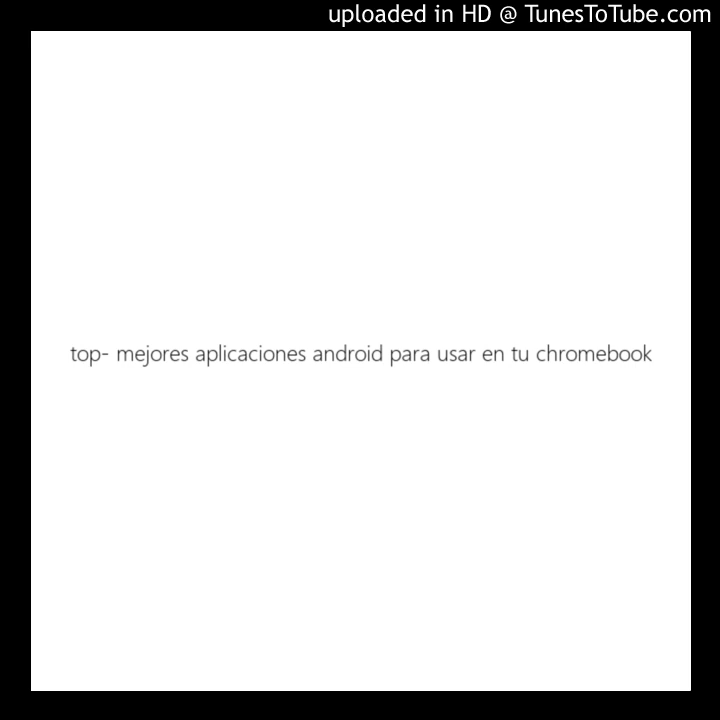 uploaded in HD @ TunesToTube.com
top- mejores aplicaciones android para usar en tu chromebook